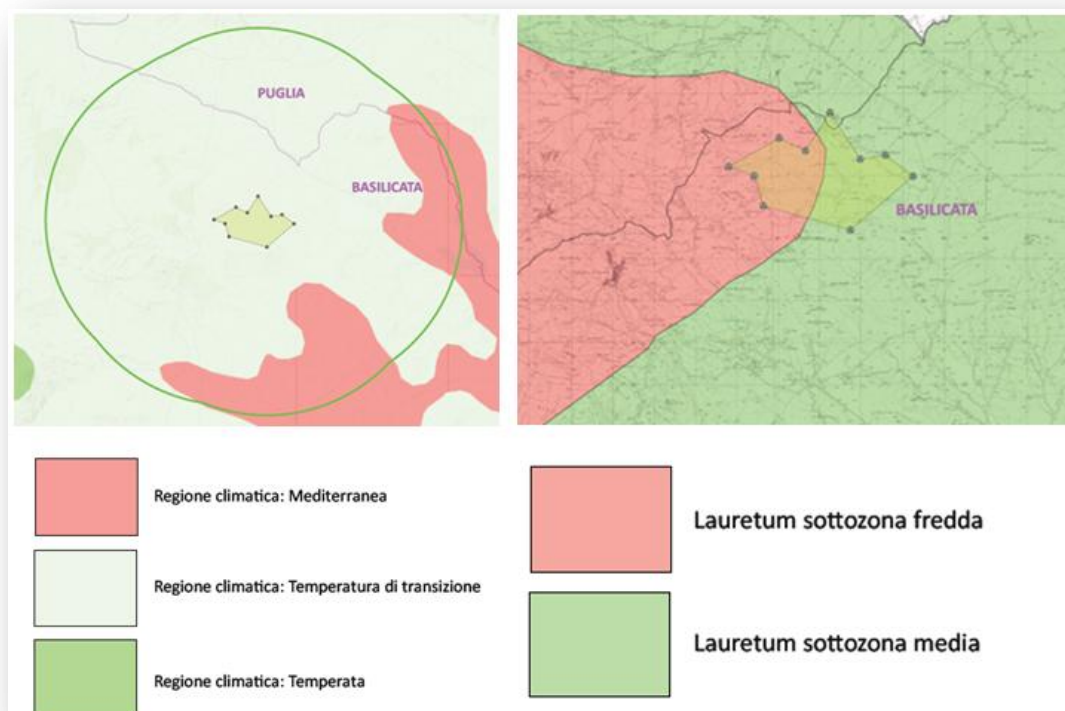 PUGLIA
BASILICATA
BASILICATA
Regione climatica: Mediterranea
Regione climatica: Temperatura di transizione
Regione climatica: Temperata
Lauretum sottozona fredda
Lauretum sottozona media